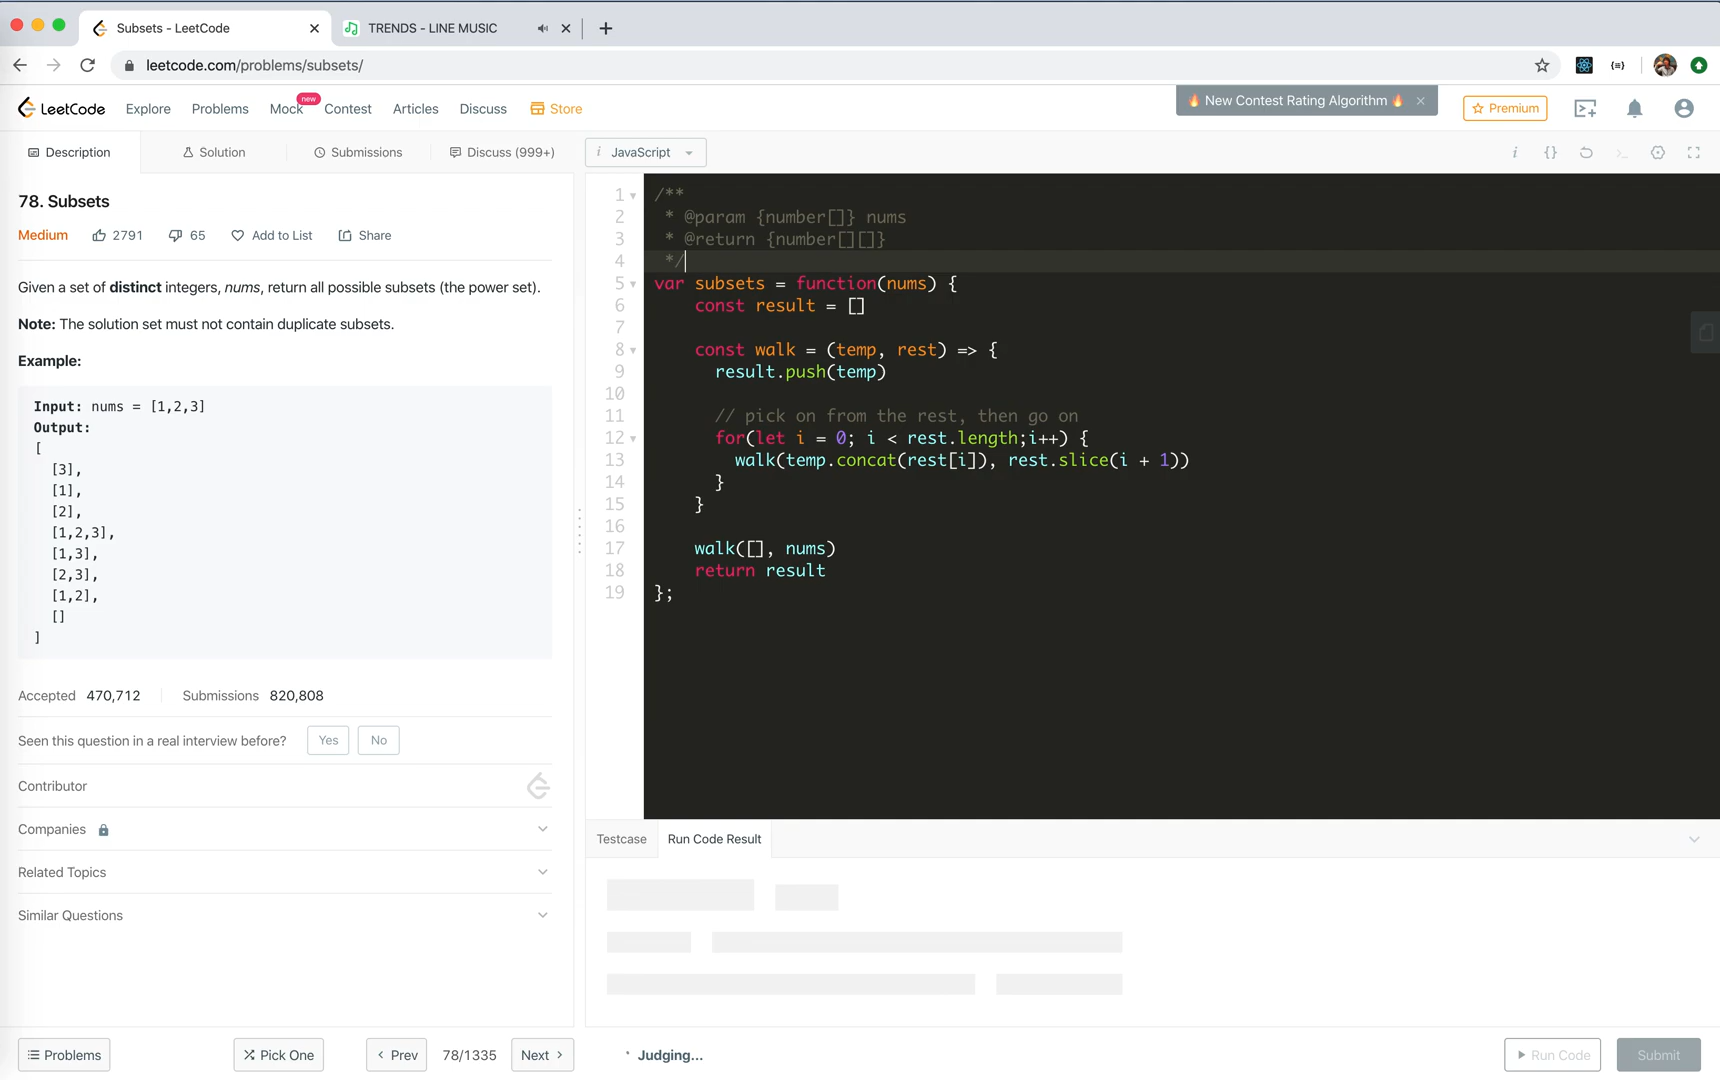 Subsets - LeetCode
TRENDS - LINE MUSIC
leetcode.com/problems/subsets/
LeetCode
Explore
Problems
Mock
new
Contest
Articles
Discuss
Store
🔥 New Contest Rating Algorithm 🔥
Premium
Description
Solution
Submissions
Discuss (999+)
i JavaScript
78. Subsets
Medium
2791
65
Add to List
Share
Given a set of distinct integers, nums, return all possible subsets (the power set).
Note: The solution set must not contain duplicate subsets.
Example:
Input: nums = [1,2,3]
Output:
[
[3],
[1],
[2],
[1,2,3],
[1,3],
[2,3],
[1,2],
[]
]
Accepted 470,712
Submissions 820,808
Seen this question in a real interview before?
Yes
No
Contributor
Companies
Related Topics
Similar Questions
Problems
Pick One
Prev
78/1335
Next
i {}
1 /**
2 * @param {number[]} nums
3 * @return {number[][]}
4 */
5 var subsets = function(nums) {
6 const result = []
7
8 const walk = (temp, rest) => {
9 result.push(temp)
10
11 // pick on from the rest, then go on
12 for(let i = 0; i < rest.length;i++) {
13 walk(temp.concat(rest[i]), rest.slice(i + 1))
14 }
15 }
16
17 walk([], nums)
18 return result
19 };
Testcase
Run Code Result
Judging...
Run Code
Submit